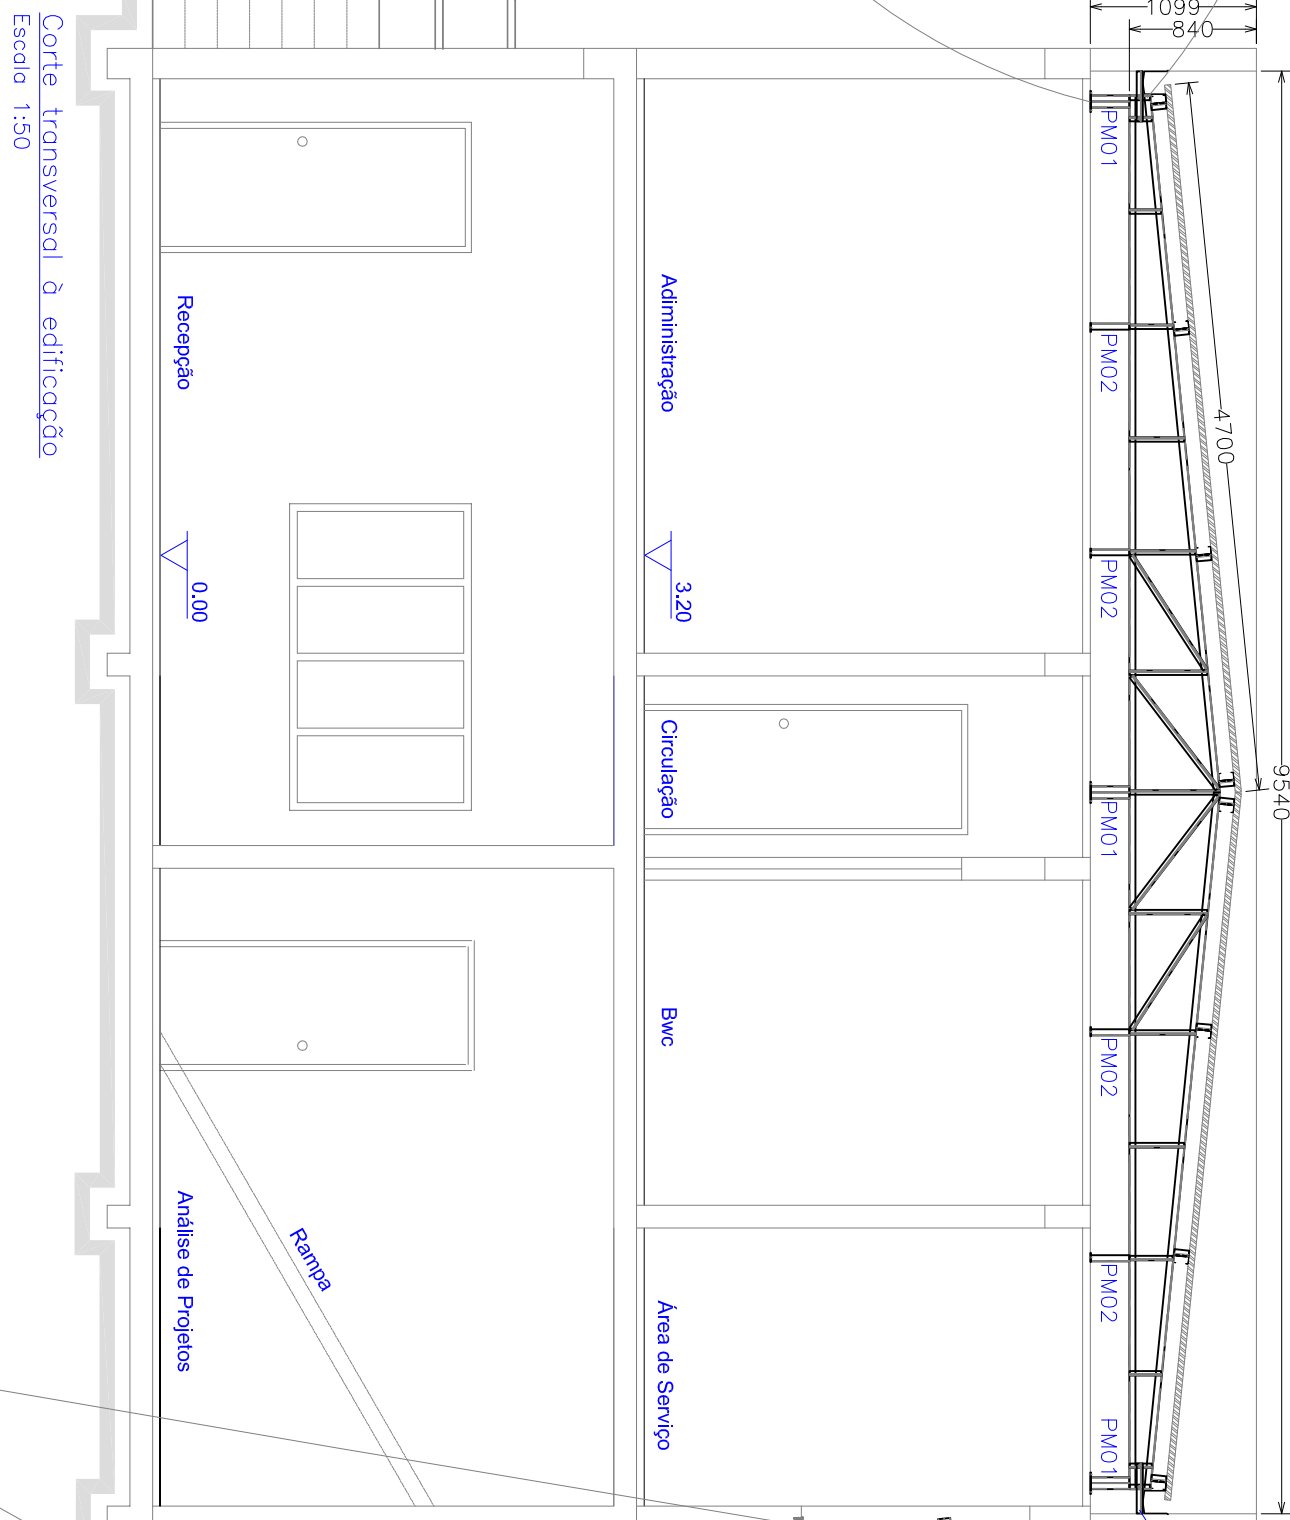 1099
840
9540
4700
PM01
PM02
PM02
PM01
PM02
PM02
PM01
Adiministração
3.20
Circulação
Bwc
Área de Serviço
Recepção
0.00
Rampa
Análise de Projetos
Corte transversal à edificação
Escala 1:50